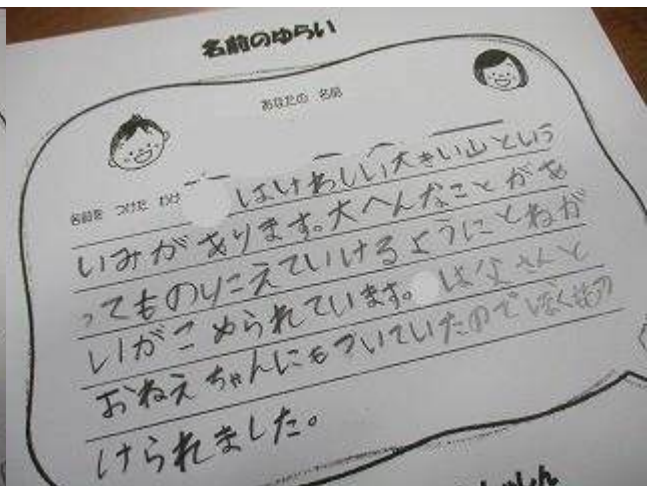 名前のゆらい
あなたの 名前
名前を つけた わけ
はけわしい大きい山という
いみがあります。大へんなことがあ
ってものりこえていけるようにとねが
いがこめられています。 は父さんと
おねえちゃんにもついていたのでぼくもつ
けられました。